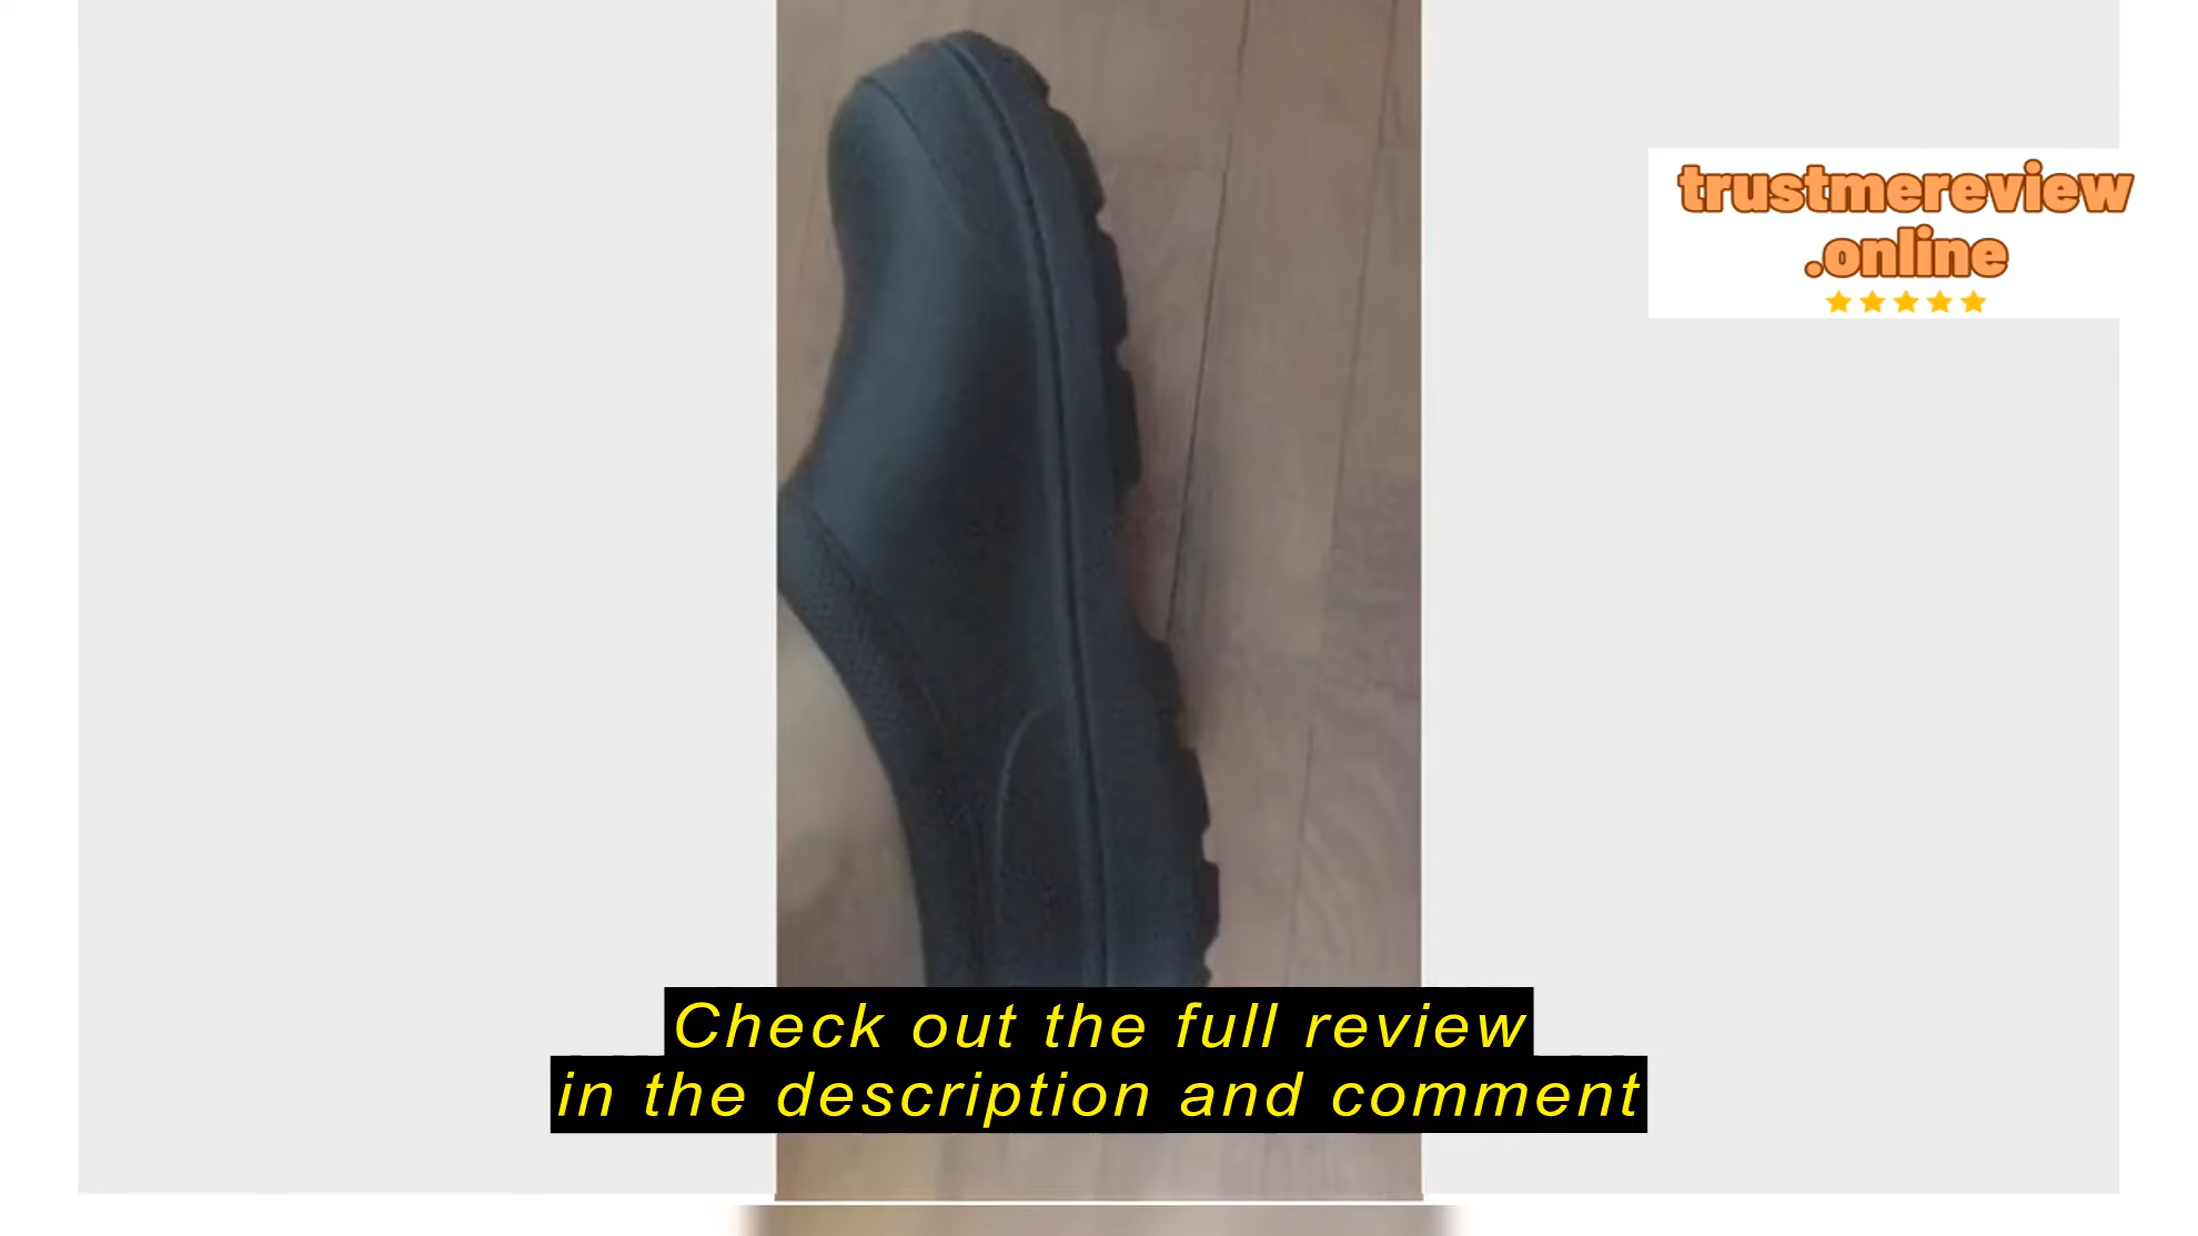 trustmereview
.online
Check out the full review
in the description and comment